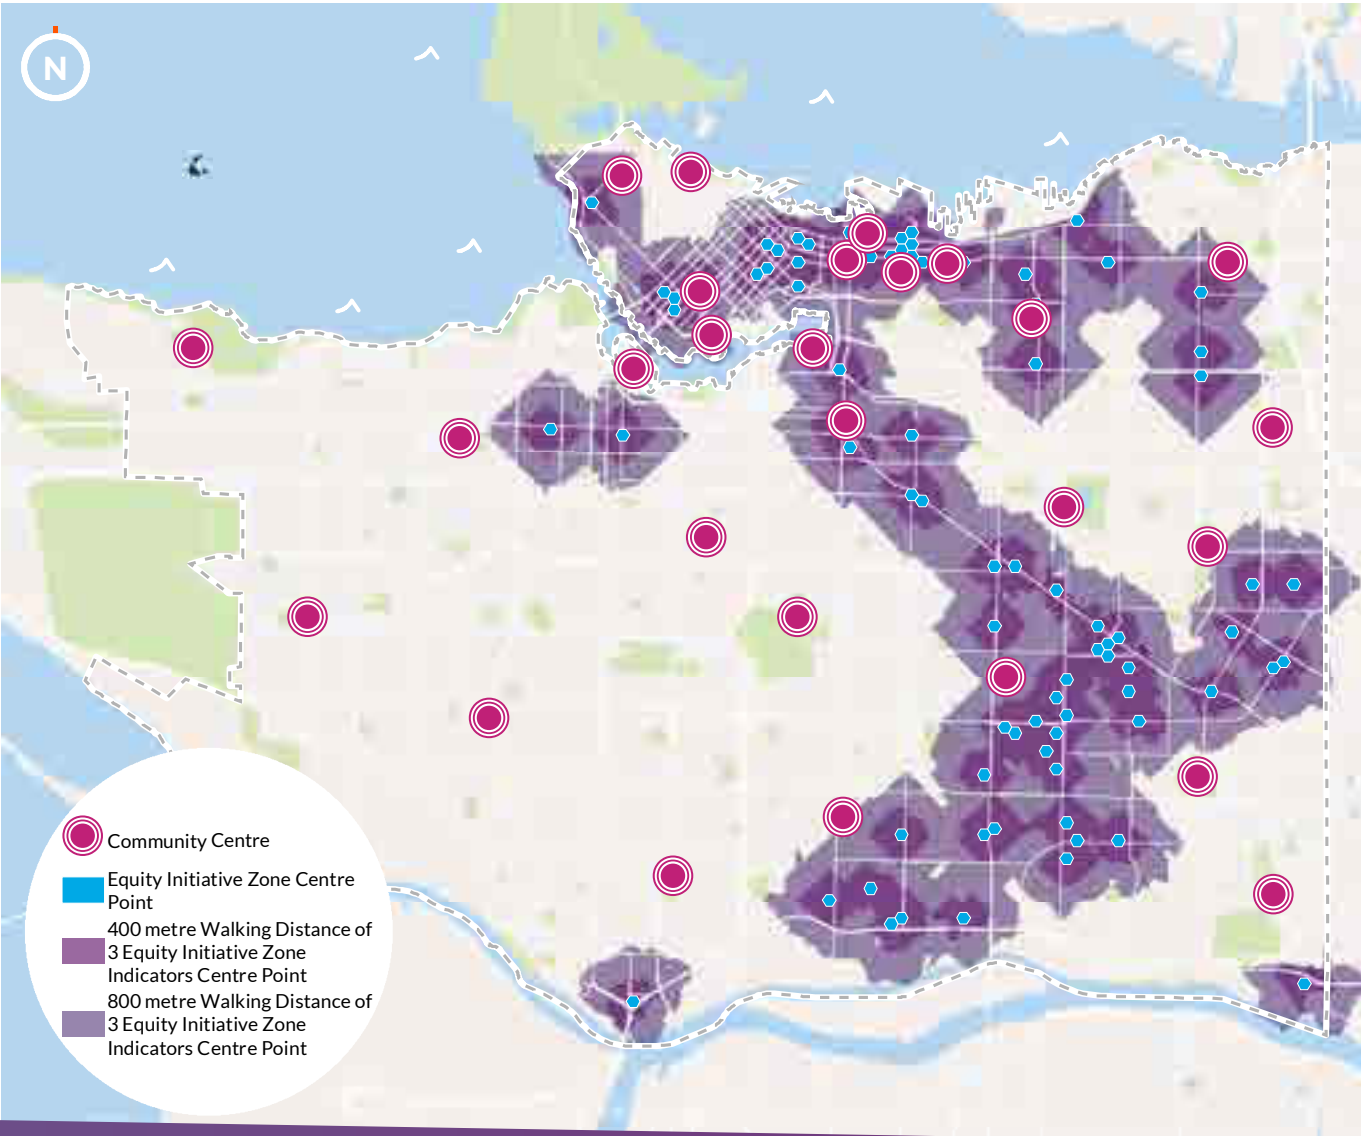 N
Community Centre
Equity Initiative Zone Centre
Point
400 metre Walking Distance of
3 Equity Initiative Zone
Indicators Centre Point
800 metre Walking Distance of
3 Equity Initiative Zone
Indicators Centre Point